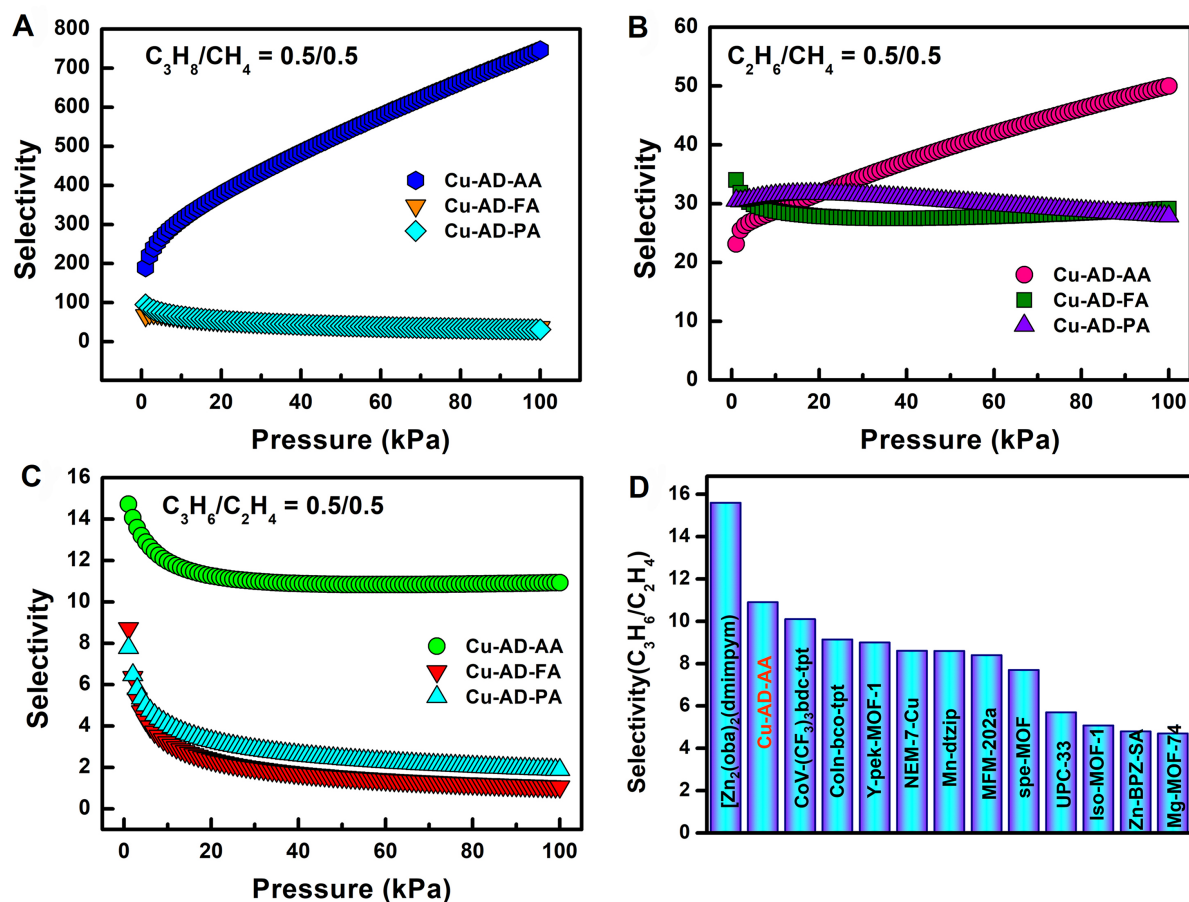 A
C₃H₈/CH₄ = 0.5/0.5
800
700
600
500
400
300
200
100
0
Selectivity
Cu-AD-AA
Cu-AD-FA
Cu-AD-PA
0 20 40 60 80 100
Pressure (kPa)
B
C₂H₆/CH₄ = 0.5/0.5
60
50
40
30
20
10
0
Selectivity
Cu-AD-AA
Cu-AD-FA
Cu-AD-PA
0 20 40 60 80 100
Pressure (kPa)
C
C₃H₆/C₂H₄ = 0.5/0.5
16
14
12
10
8
6
4
2
0
Selectivity
Cu-AD-AA
Cu-AD-FA
Cu-AD-PA
0 20 40 60 80 100
Pressure (kPa)
D
16
14
12
10
8
6
4
2
0
Selectivity(C₃H₆/C₂H₄)
[Zn₂(oba)₂(dmimpym)
Cu-AD-AA
CoV-(CF₃)₃bdc-tpt
CoIn-bco-tpt
Y-pek-MOF-1
NEM-7-Cu
Mn-dtzip
MFM-202a
spe-MOF
UPC-33
Iso-MOF-1
Zn-BPZ-SA
Mg-MOF-74